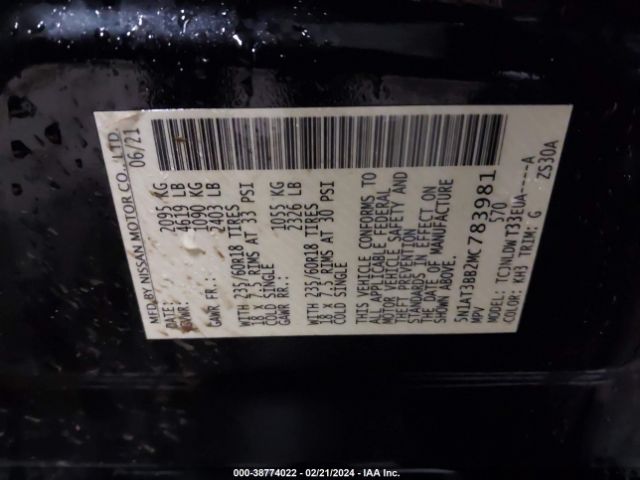 MFD BY NISSAN MOTOR CO., LTD.
DATE: 06/21
GVWR: 2095 KG
4619 LB
GAWR FR: 1090 KG
2403 LB
WITH 235/60R18 TIRES
18 X 7.5 RIMS AT 33 PSI
COLD SINGLE
GAWR RR: 1055 KG
2326 LB
WITH 235/60R18 TIRES
18 X 7.5 RIMS AT 30 PSI
COLD SINGLE
THIS VEHICLE CONFORMS TO
ALL APPLICABLE FEDERAL
MOTOR VEHICLE SAFETY AND
THEFT PREVENTION
STANDARDS IN EFFECT ON
THE DATE OF MANUFACTURE
SHOWN ABOVE.
5N1AT3BB2MC783981
MPV 570
MODEL: TCJNLDWT33EUA-----A
COLOR: KH3 TRIM: G ZS30A
000-38774022 - 02/21/2024 - IAA Inc.